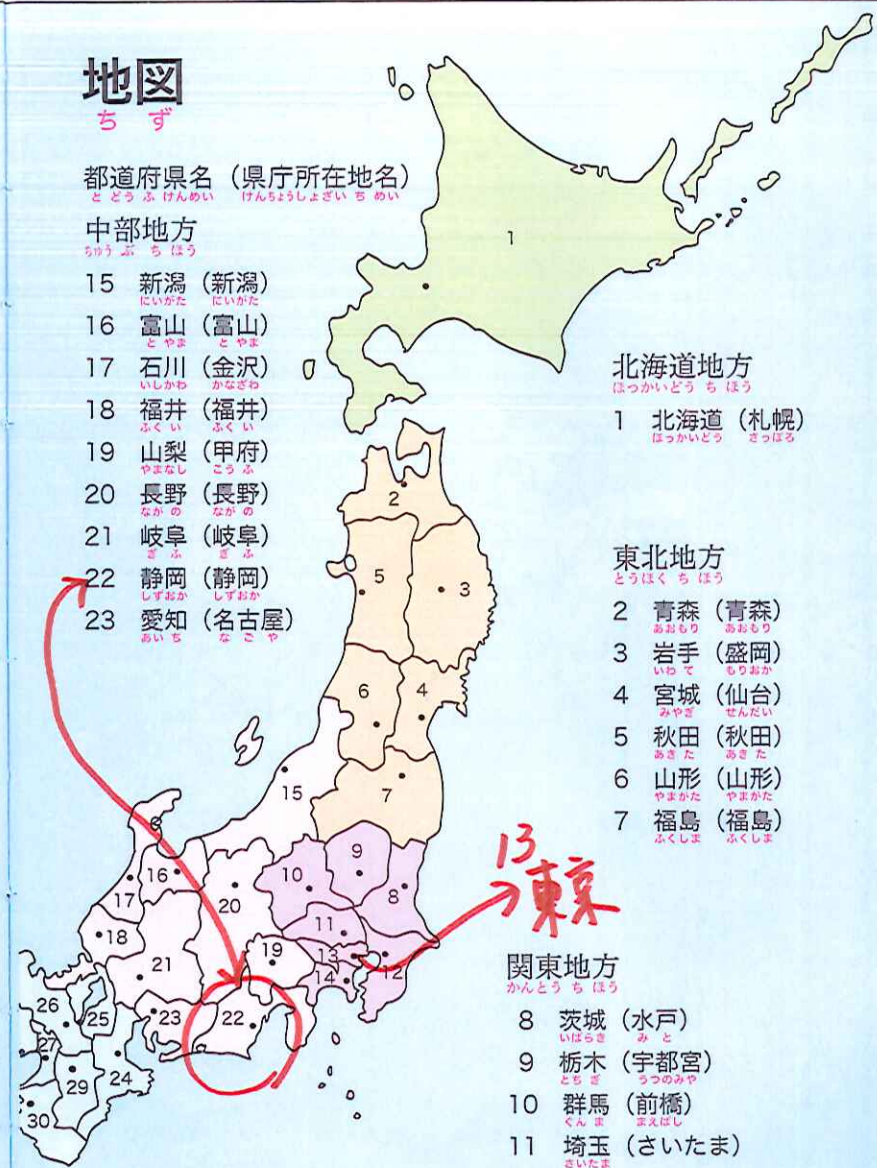 地図
ち ず
都道府県名（県庁所在地名）
と どう ふ けんめい けんちょうしょざい ち めい
中部地方
ちゅう ぶ ち ほう
15 新潟（新潟）
にいがた にいがた
16 富山（富山）
と やま と やま
17 石川（金沢）
いしかわ かなざわ
18 福井（福井）
ふく い ふく い
19 山梨（甲府）
やまなし こう ふ
20 長野（長野）
なが の なが の
21 岐阜（岐阜）
ぎ ふ ぎ ふ
22 静岡（静岡）
しずおか しずおか
23 愛知（名古屋）
あい ち な ご や
北海道地方
ほっかいどう ち ほう
1 北海道（札幌）
ほっかいどう さっぽろ
東北地方
とうほく ち ほう
2 青森（青森）
あおもり あおもり
3 岩手（盛岡）
いわ て もりおか
4 宮城（仙台）
みやぎ せんだい
5 秋田（秋田）
あき た あき た
6 山形（山形）
やまがた やまがた
7 福島（福島）
ふくしま ふくしま
13
東京
関東地方
かんとう ち ほう
8 茨城（水戸）
いばらき み と
9 栃木（宇都宮）
とち ぎ うつのみや
10 群馬（前橋）
ぐん ま まえばし
11 埼玉（さいたま）
さいたま
1
2
5
3
6
4
7
15
9
10
8
16
17
20
11
18
13
19
12
14
21
22
23
26
25
27
24
29
30